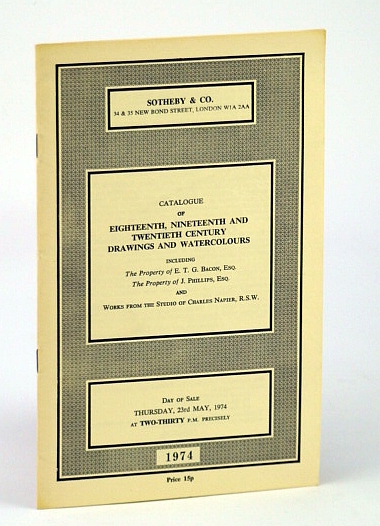 SOTHEBY & CO.
34 & 35 NEW BOND STREET, LONDON W1A 2AA
CATALOGUE
OF
EIGHTEENTH, NINETEENTH AND
TWENTIETH CENTURY
DRAWINGS AND WATERCOLOURS
INCLUDING
The Property of E. T. G. BACON, ESQ.
The Property of J. PHILLIPS, ESQ.
AND
WORKS FROM THE STUDIO OF CHARLES NAPIER, R.S.W.
DAY OF SALE
THURSDAY, 23RD MAY, 1974
AT TWO-THIRTY P.M. PRECISELY
1974
Price 15p